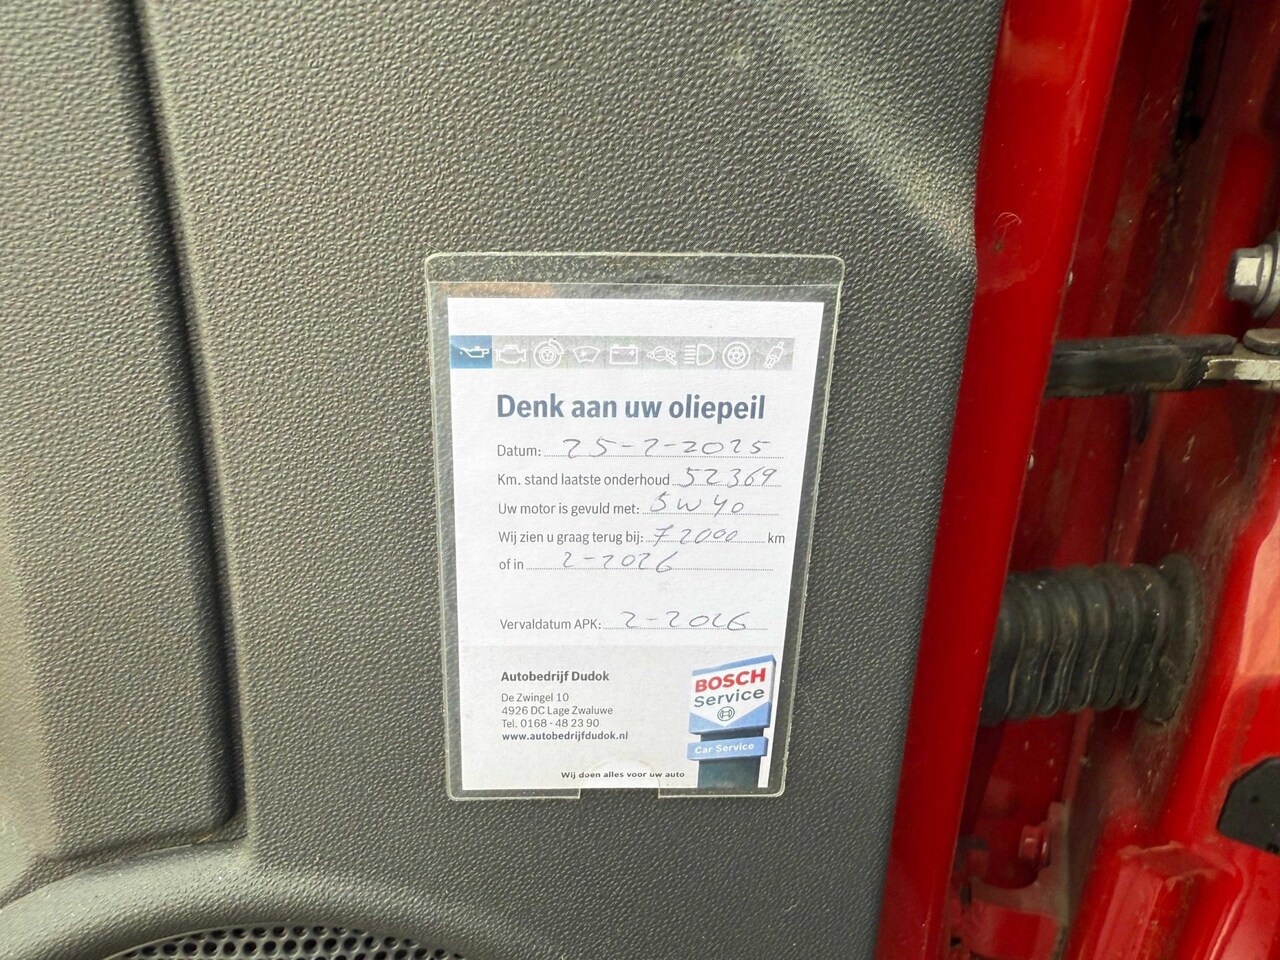 Denk aan uw oliepeil
Datum: 25-2-2025
Km. stand laatste onderhoud 52369
Uw motor is gevuld met: 5W40
Wij zien u graag terug bij: 72000 km
of in 2-2026
Vervaldatum APK: 2-2026
Autobedrijf Dudok
De Zwingel 10
4926 DC Lage Zwaluwe
Tel. 0168 - 48 23 90
www.autobedrijfdudok.nl
BOSCH
Service
Car Service
Wij doen alles voor uw auto